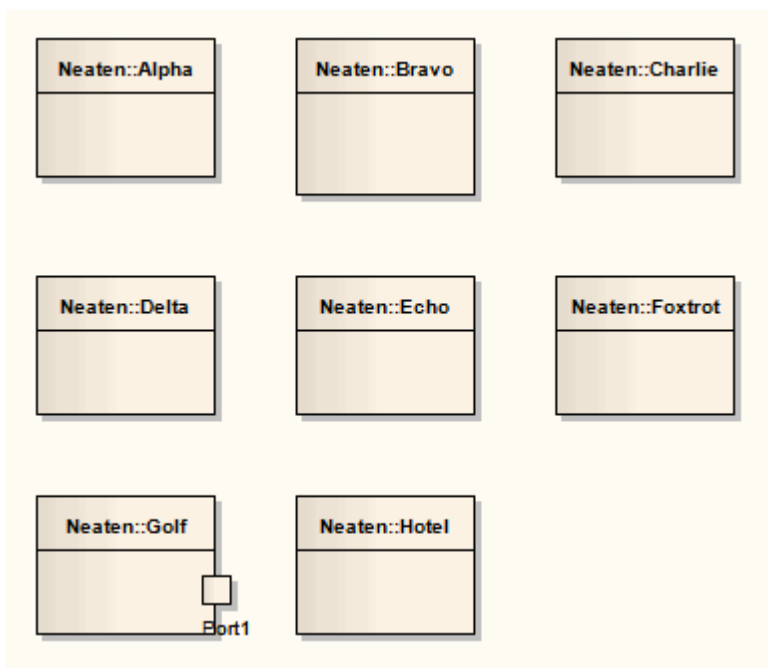 Neaten::Alpha
Neaten::Bravo
Neaten::Charlie
Neaten::Delta
Neaten::Echo
Neaten::Foxtrot
Neaten::Golf
Neaten::Hotel
Port1